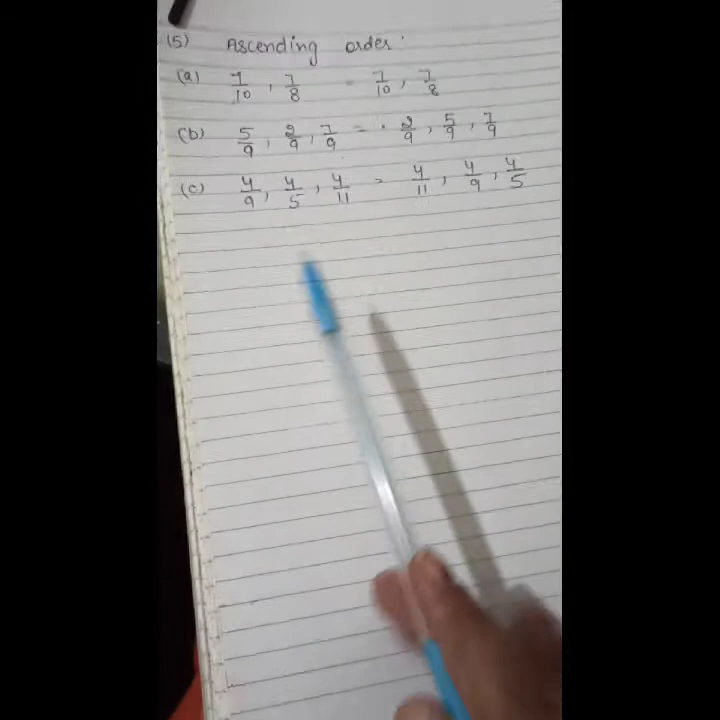 (5) Ascending order.
(a) 7/10, 7/8 = 7/10, 7/8
(b) 5/9, 2/9, 7/9 = 2/9, 5/9, 7/9
(c) 4/9, 4/5, 4/11 = 4/11, 4/9, 4/5